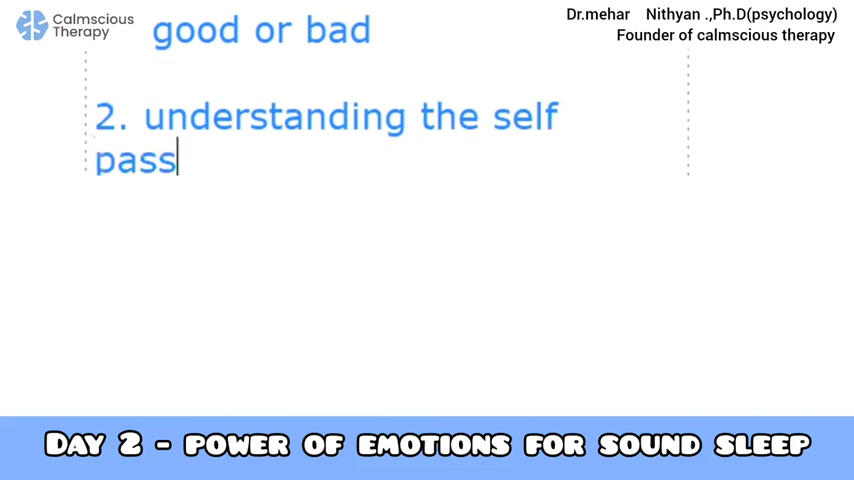 Calmscious
Therapy
Dr.mehar Nithyan .,Ph.D(psychology)
Founder of calmscious therapy
good or bad
2. understanding the self
pass
DAY 2 - POWER OF EMOTIONS FOR SOUND SLEEP